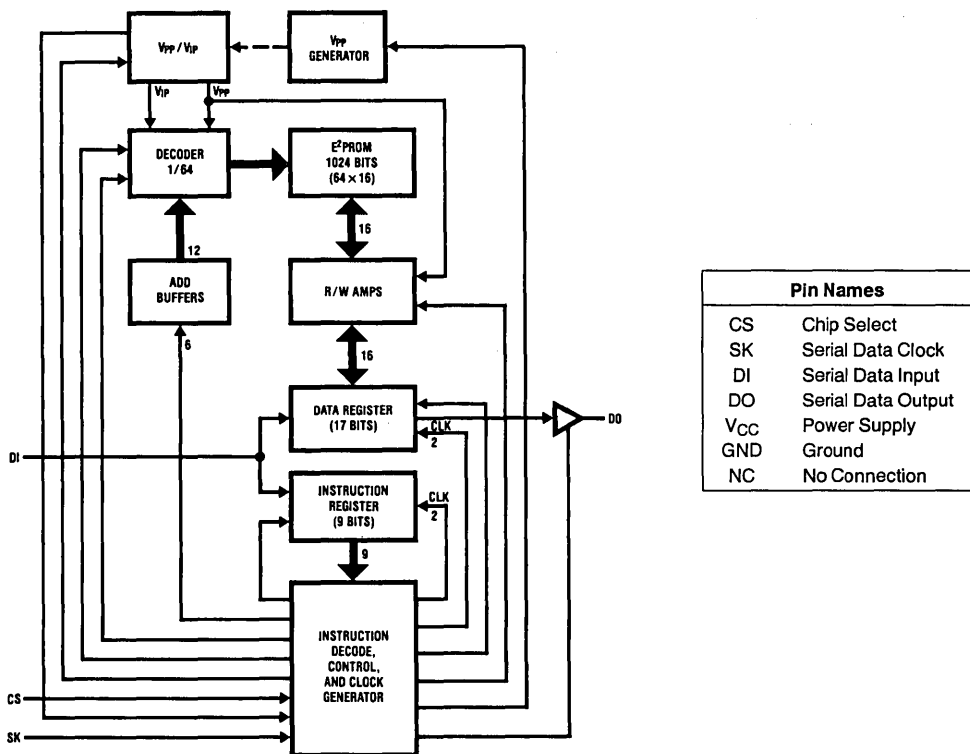 VPP / VIP
VPP
GENERATOR
VIP
VPP
DECODER
1/64
E²PROM
1024 BITS
(64 × 16)
16
12
ADD
BUFFERS
R/W AMPS
6
16
DATA REGISTER
(17 BITS)
CLK
2
DO
DI
INSTRUCTION
REGISTER
(9 BITS)
CLK
2
9
INSTRUCTION
DECODE,
CONTROL,
AND CLOCK
GENERATOR
CS
SK
Pin Names
CS Chip Select
SK Serial Data Clock
DI Serial Data Input
DO Serial Data Output
VCC Power Supply
GND Ground
NC No Connection